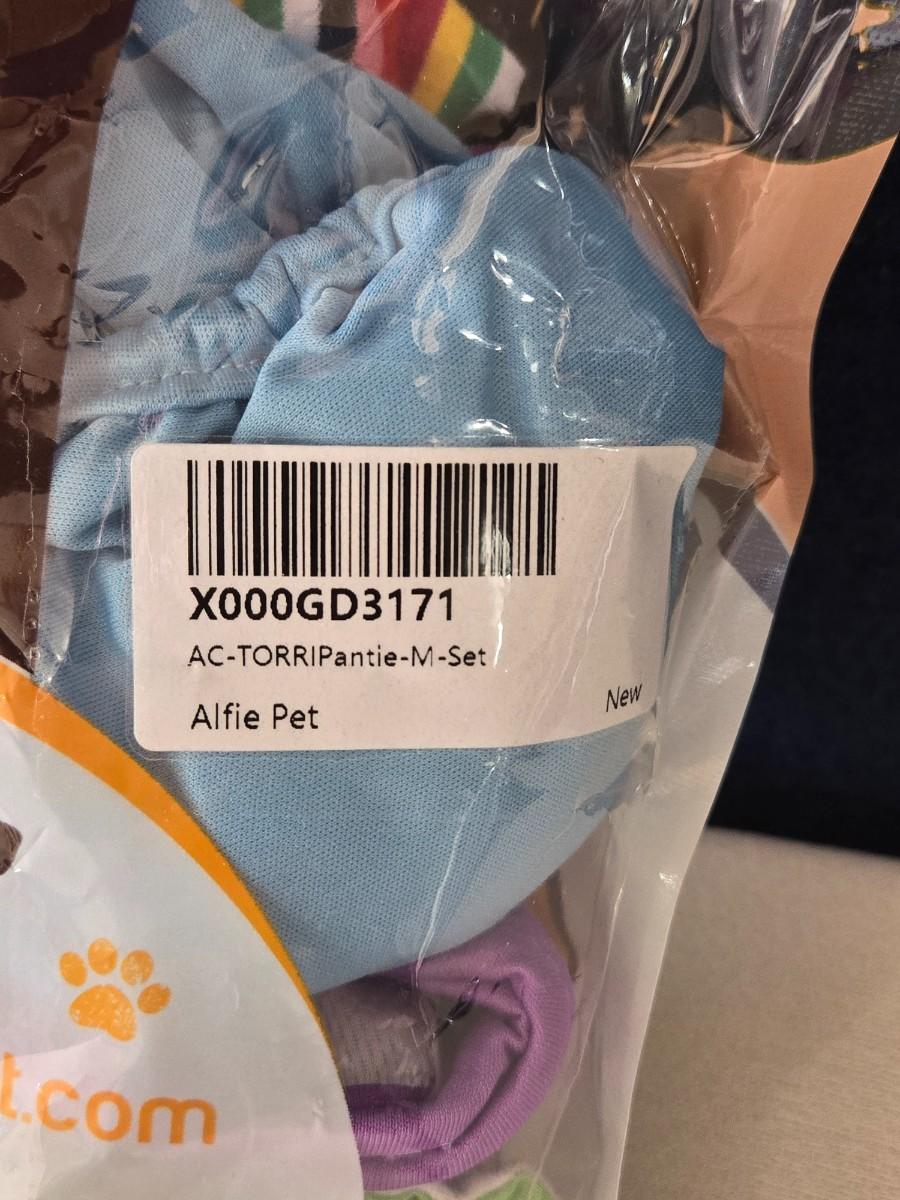 X000GD3171
AC-TORRIPantie-M-Set
New
Alfie Pet
t.com